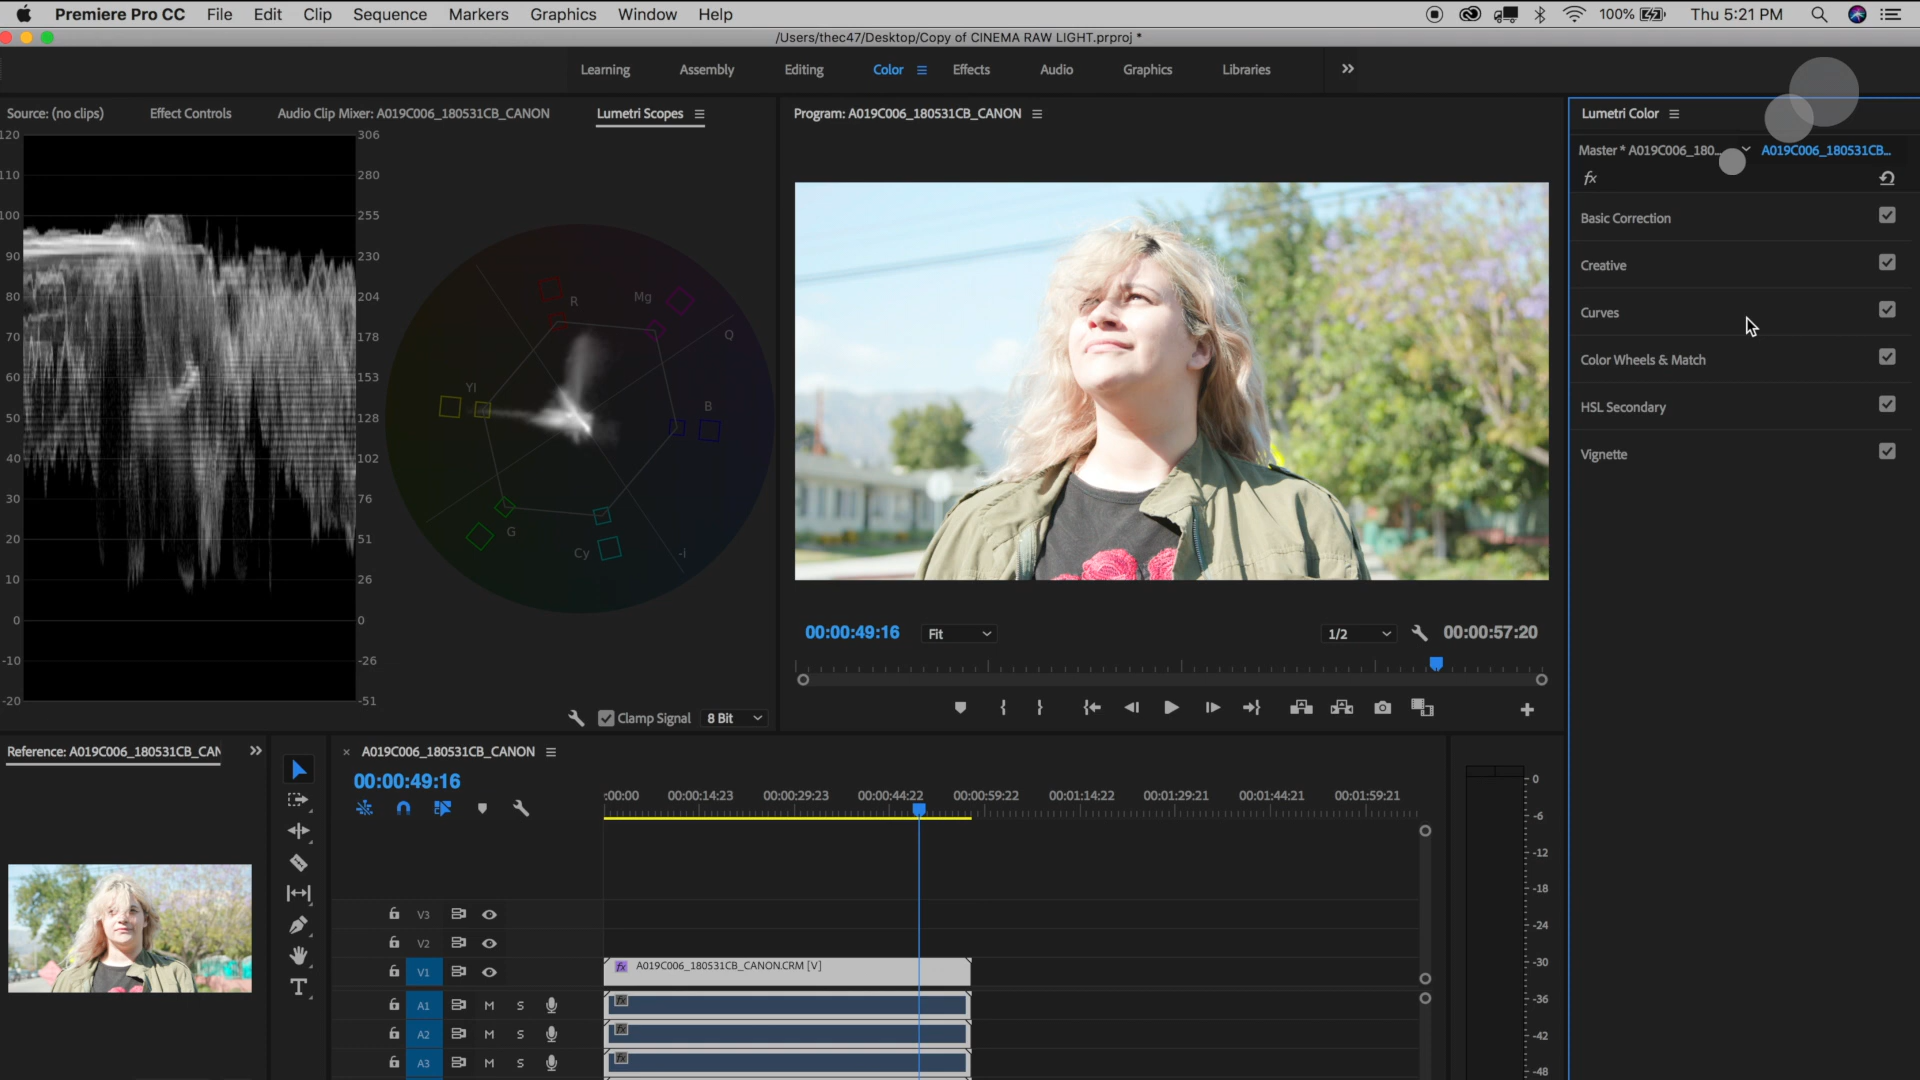 Premiere Pro CC File Edit Clip Sequence Markers Graphics Window Help 100% Thu 5:21 PM
/Users/thec47/Desktop/Copy of CINEMA RAW LIGHT.prproj *
Learning Assembly Editing Color Effects Audio Graphics Libraries
Source: (no clips) Effect Controls Audio Clip Mixer: A019C006_180531CB_CANON Lumetri Scopes
Program: A019C006_180531CB_CANON
Lumetri Color
Master * A019C006_180... A019C006_180531CB...
fx
Basic Correction
Creative
Curves
Color Wheels & Match
HSL Secondary
Vignette
120 306
110 280
100 255
90 230
80 204
70 178
60 153
50 128
40 102
30 76
20 51
10 26
0 0
-10 -26
-20 -51
R Mg Q
Yl B
G Cy -i
Clamp Signal 8 Bit
00:00:49:16 Fit 1/2 00:00:57:20
Reference: A019C006_180531CB_CAN
A019C006_180531CB_CANON
00:00:49:16
:00:00 00:00:14:23 00:00:29:23 00:00:44:22 00:00:59:22 00:01:14:22 00:01:29:21 00:01:44:21 00:01:59:21
V3
V2
V1 fx A019C006_180531CB_CANON.CRM [V]
A1 M S fx
A2 M S fx
A3 M S fx
T
0
-6
-12
-18
-24
-30
-36
-42
-48